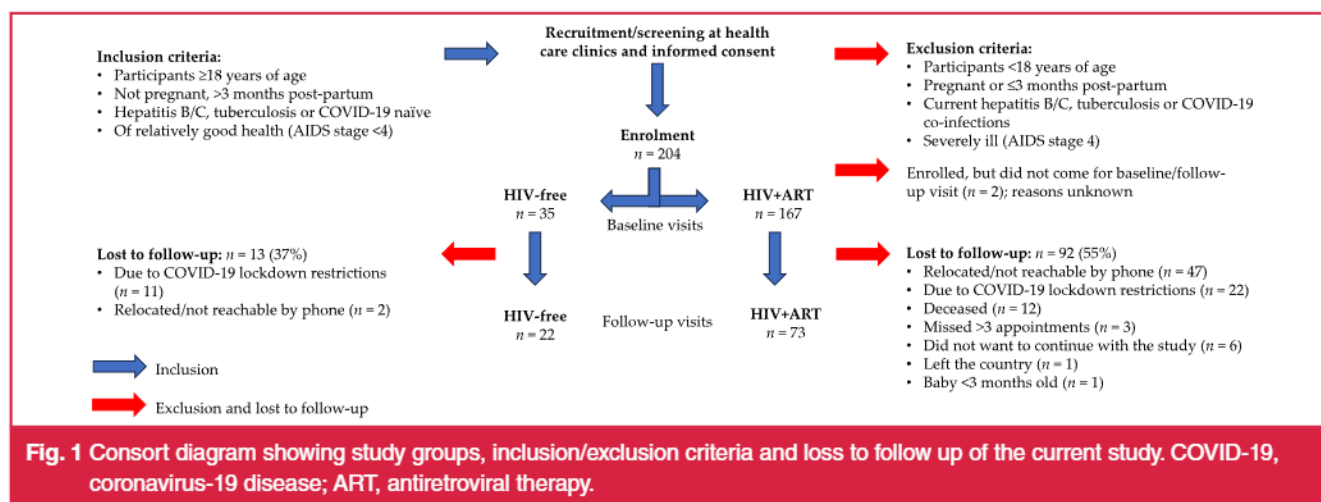 Recruitment/screening at health
care clinics and informed consent
Inclusion criteria:
• Participants ≥18 years of age
• Not pregnant, >3 months post-partum
• Hepatitis B/C, tuberculosis or COVID-19 naïve
• Of relatively good health (AIDS stage <4)
Exclusion criteria:
• Participants <18 years of age
• Pregnant or ≤3 months post-partum
• Current hepatitis B/C, tuberculosis or COVID-19
co-infections
• Severely ill (AIDS stage 4)
Enrolment
n = 204
Enrolled, but did not come for baseline/follow-
up visit (n = 2); reasons unknown
HIV-free
n = 35
Baseline visits
HIV+ART
n = 167
Lost to follow-up: n = 13 (37%)
• Due to COVID-19 lockdown restrictions
(n = 11)
• Relocated/not reachable by phone (n = 2)
Lost to follow-up: n = 92 (55%)
• Relocated/not reachable by phone (n = 47)
• Due to COVID-19 lockdown restrictions (n = 22)
• Deceased (n = 12)
• Missed >3 appointments (n = 3)
• Did not want to continue with the study (n = 6)
• Left the country (n = 1)
• Baby <3 months old (n = 1)
HIV-free
n = 22
Follow-up visits
HIV+ART
n = 73
Inclusion
Exclusion and lost to follow-up
Fig. 1 Consort diagram showing study groups, inclusion/exclusion criteria and loss to follow up of the current study. COVID-19,
coronavirus-19 disease; ART, antiretroviral therapy.